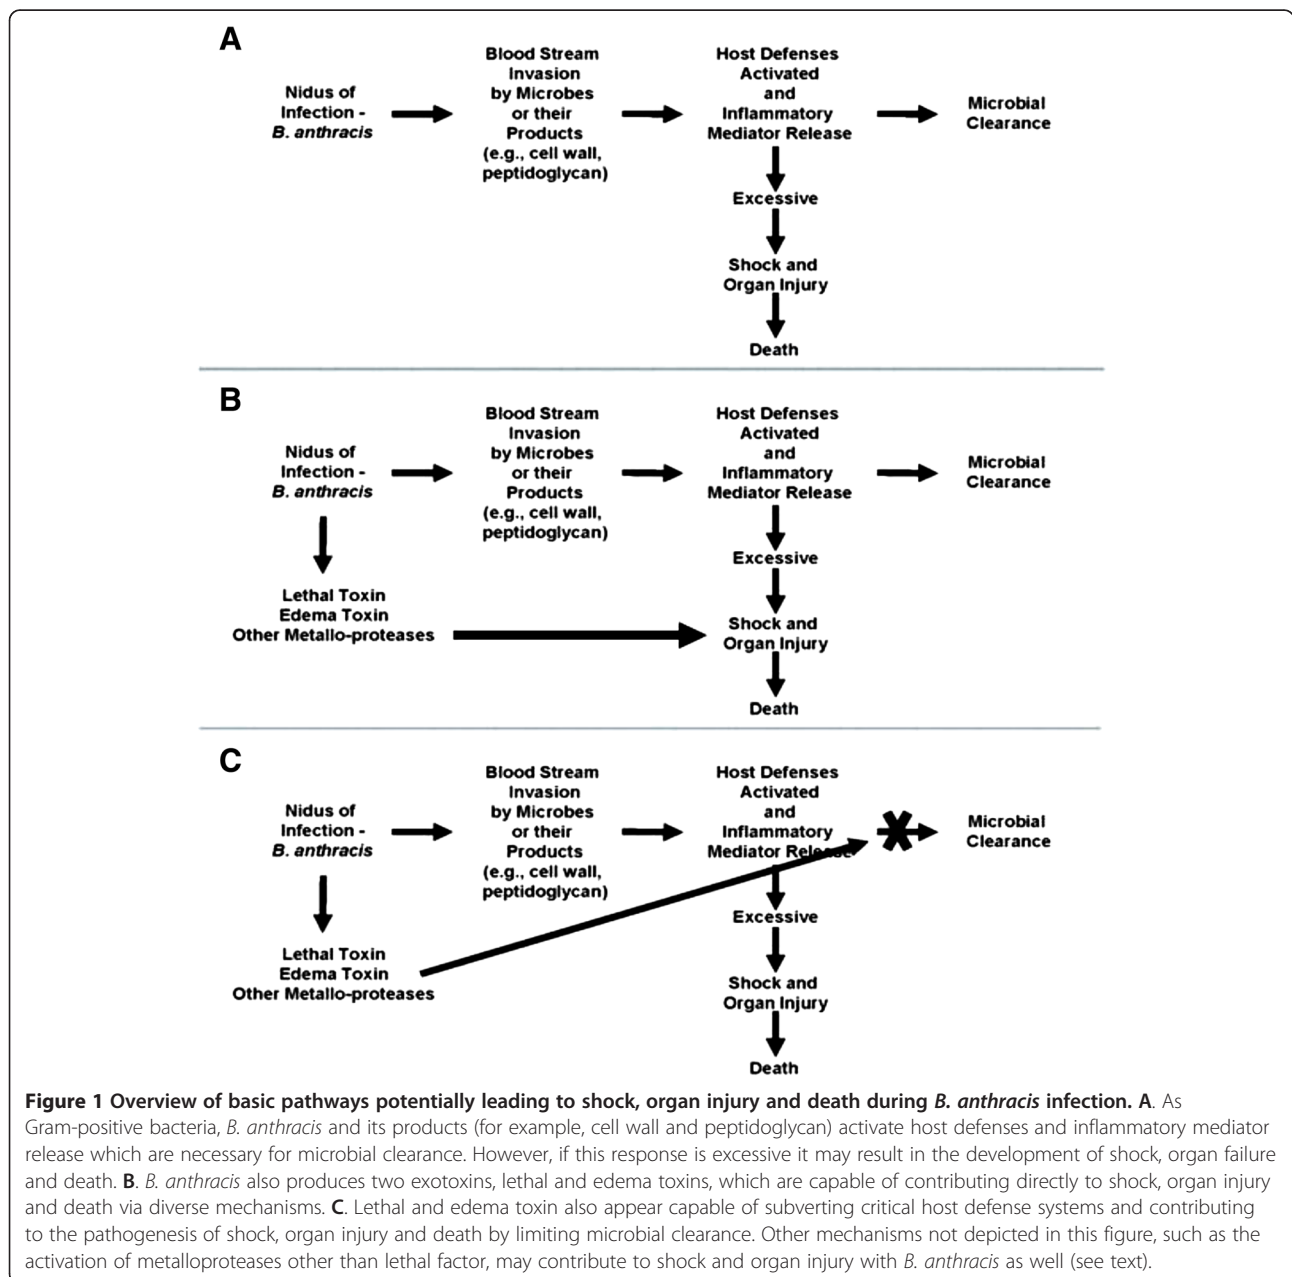 A
Nidus of
Infection -
B. anthracis
Blood Stream
Invasion
by Microbes
or their
Products
(e.g., cell wall,
peptidoglycan)
Host Defenses
Activated
and
Inflammatory
Mediator Release
Microbial
Clearance
Excessive
Shock and
Organ Injury
Death
B
Nidus of
Infection -
B. anthracis
Blood Stream
Invasion
by Microbes
or their
Products
(e.g., cell wall,
peptidoglycan)
Host Defenses
Activated
and
Inflammatory
Mediator Release
Microbial
Clearance
Excessive
Lethal Toxin
Edema Toxin
Other Metallo-proteases
Shock and
Organ Injury
Death
C
Nidus of
Infection -
B. anthracis
Blood Stream
Invasion
by Microbes
or their
Products
(e.g., cell wall,
peptidoglycan)
Host Defenses
Activated
and
Inflammatory
Mediator Release
Microbial
Clearance
Excessive
Lethal Toxin
Edema Toxin
Other Metallo-proteases
Shock and
Organ Injury
Death
Figure 1 Overview of basic pathways potentially leading to shock, organ injury and death during B. anthracis infection. A. As
Gram-positive bacteria, B. anthracis and its products (for example, cell wall and peptidoglycan) activate host defenses and inflammatory mediator
release which are necessary for microbial clearance. However, if this response is excessive it may result in the development of shock, organ failure
and death. B. B. anthracis also produces two exotoxins, lethal and edema toxins, which are capable of contributing directly to shock, organ injury
and death via diverse mechanisms. C. Lethal and edema toxin also appear capable of subverting critical host defense systems and contributing
to the pathogenesis of shock, organ injury and death by limiting microbial clearance. Other mechanisms not depicted in this figure, such as the
activation of metalloproteases other than lethal factor, may contribute to shock and organ injury with B. anthracis as well (see text).